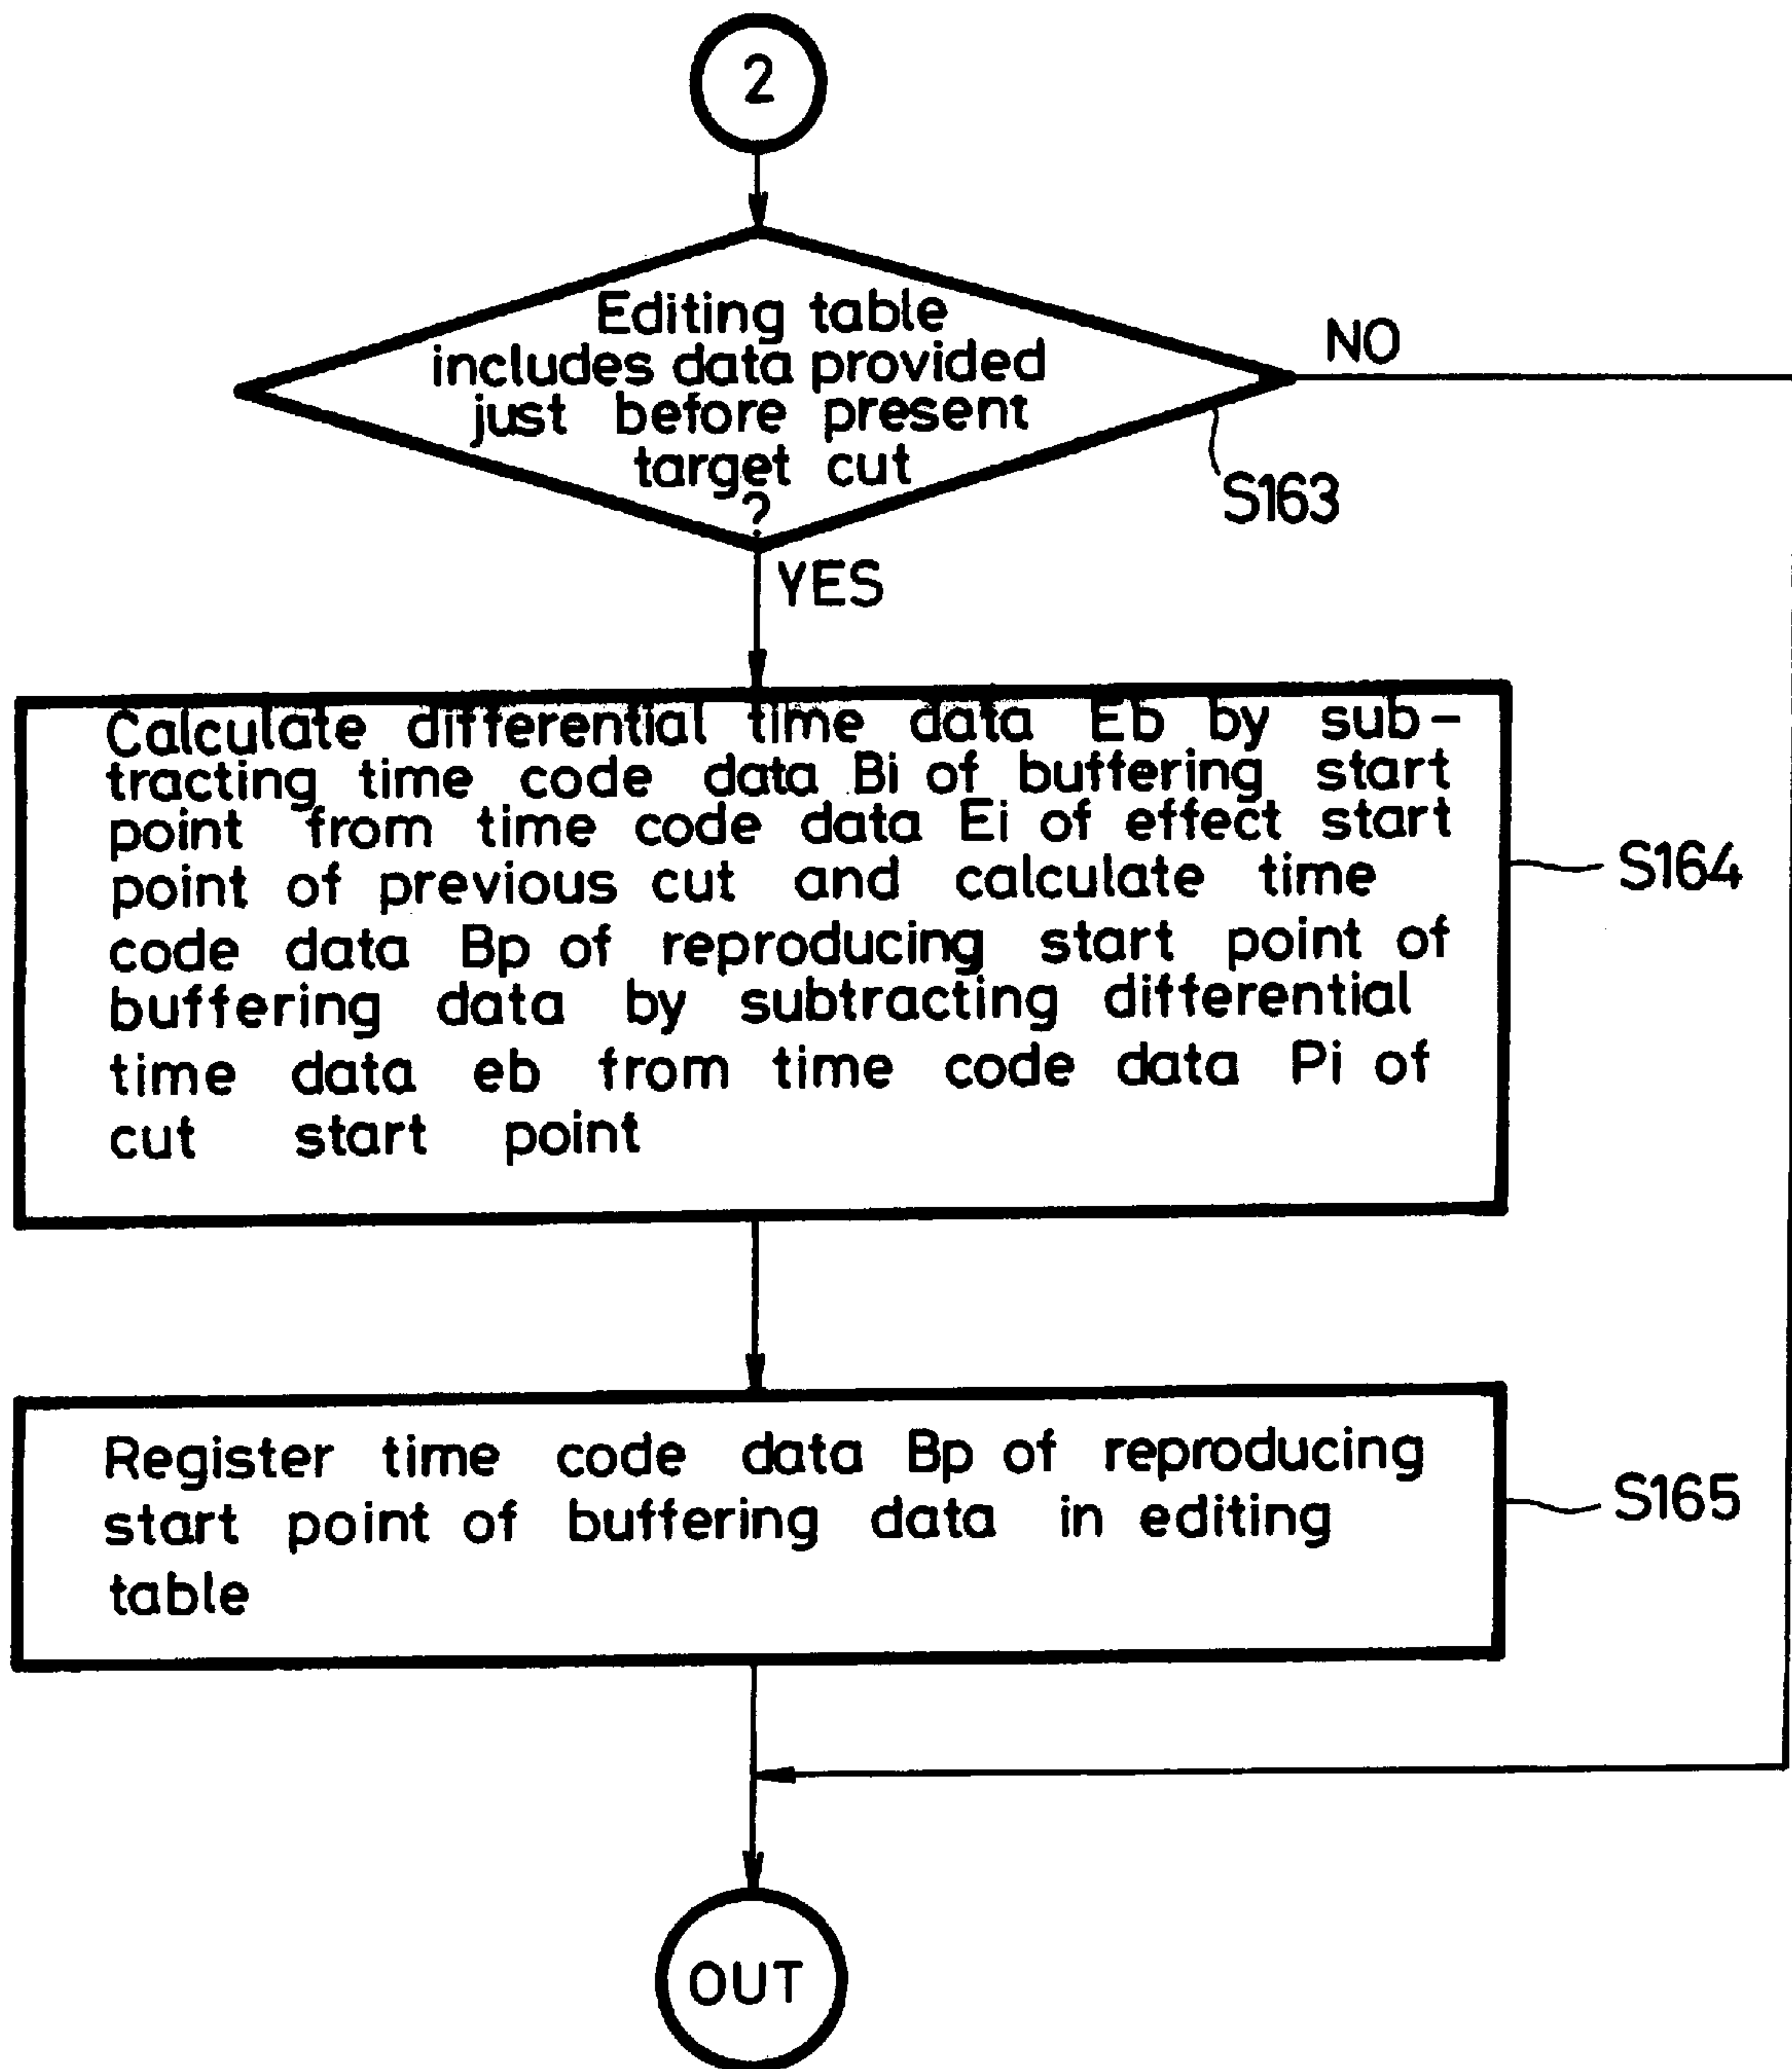 2
Editing table
includes data provided
just before present
target cut
?
NO
S163
YES
Calculate differential time data Eb by sub-
tracting time code data Bi of buffering start
point from time code data Ei of effect start
point of previous cut and calculate time
code data Bp of reproducing start point of
buffering data by subtracting differential
time data eb from time code data Pi of
cut start point
S164
Register time code data Bp of reproducing
start point of buffering data in editing
table
S165
OUT